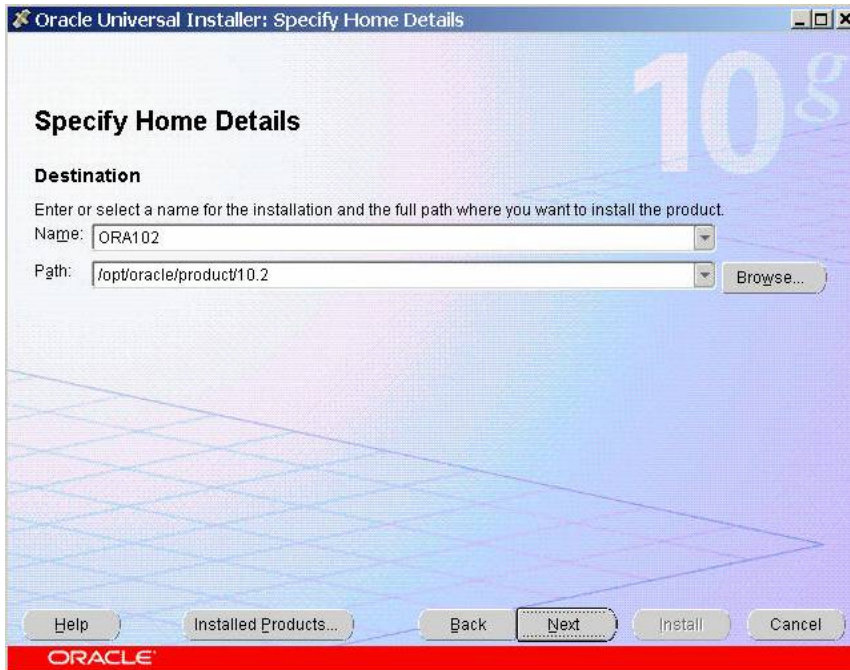 Oracle Universal Installer: Specify Home Details
10g
Specify Home Details
Destination
Enter or select a name for the installation and the full path where you want to install the product.
Name: ORA102
Path: /opt/oracle/product/10.2 Browse...
Help Installed Products... Back Next Install Cancel
ORACLE